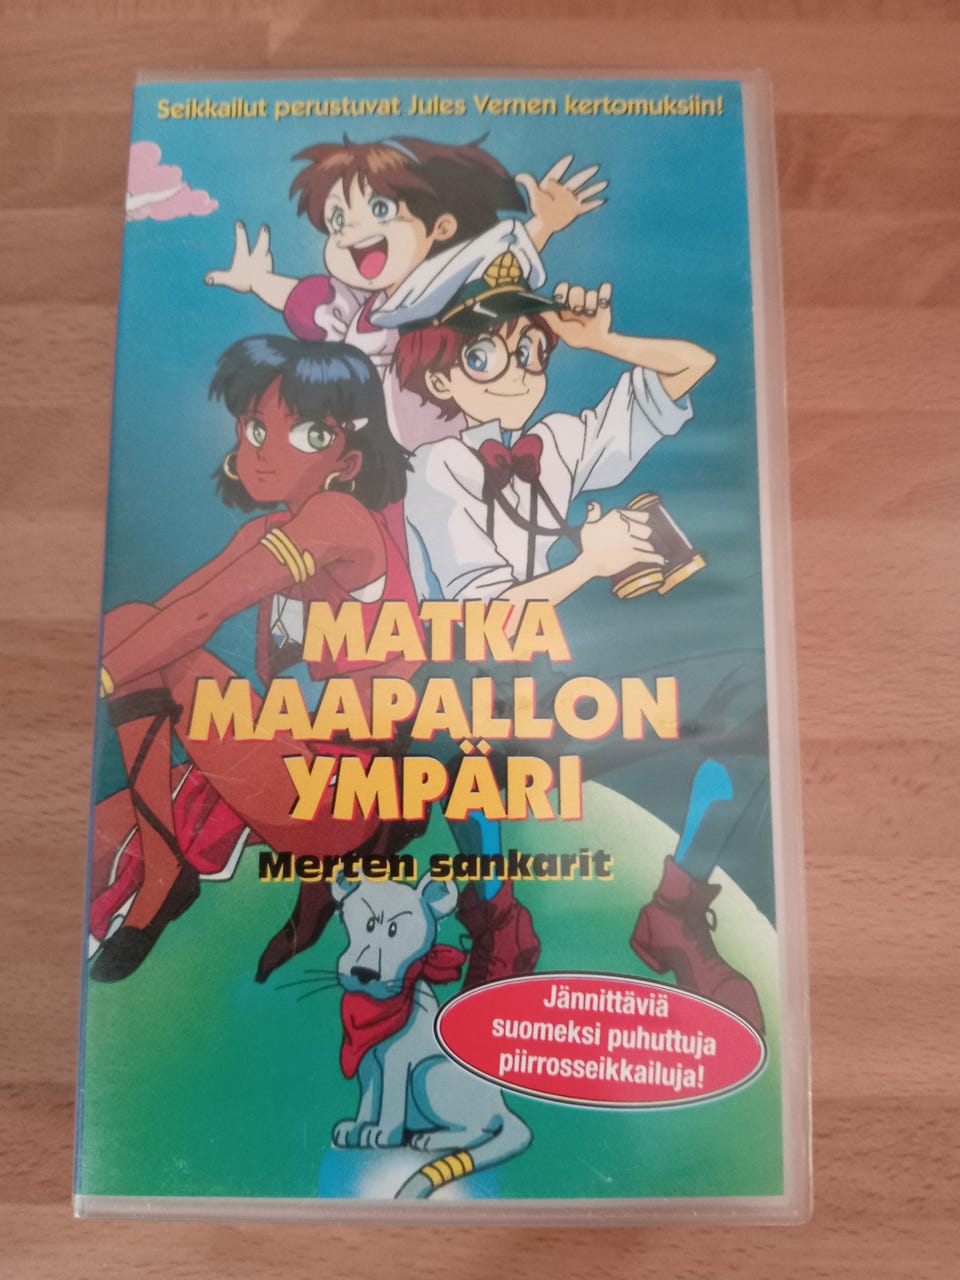 Seikkailut perustuvat Jules Vernen kertomuksiin!
MATKA
MAAPALLON
YMPÄRI
Merten sankarit
Jännittäviä
suomeksi puhuttuja
piirrosseikkailuja!